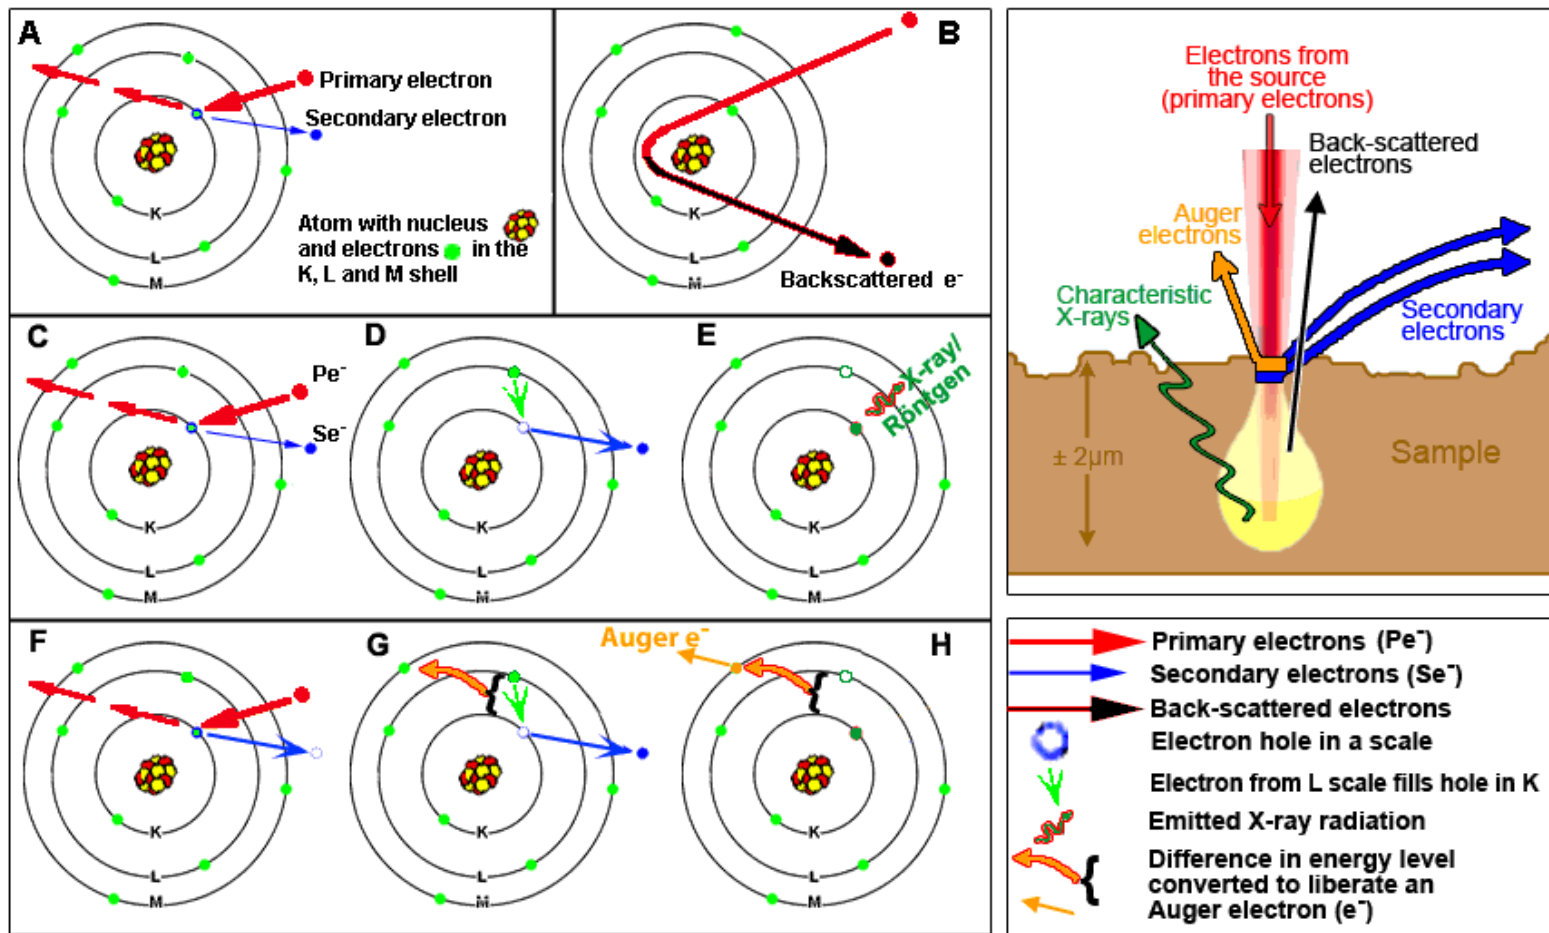 A
Primary electron
Secondary electron
K
L
M
Atom with nucleus
and electrons in the
K, L and M shell
B
K
L
M
Backscattered e-
C
Pe-
Se-
K
L
M
D
K
L
M
E
X-ray/
Röntgen
K
L
M
F
K
L
M
G
K
L
M
Auger e-
H
K
L
M
Electrons from
the source
(primary electrons)
Back-scattered
electrons
Auger
electrons
Characteristic
X-rays
Secondary
electrons
± 2µm
Sample
Primary electrons (Pe-)
Secondary electrons (Se-)
Back-scattered electrons
Electron hole in a scale
Electron from L scale fills hole in K
Emitted X-ray radiation
Difference in energy level
converted to liberate an
Auger electron (e-)